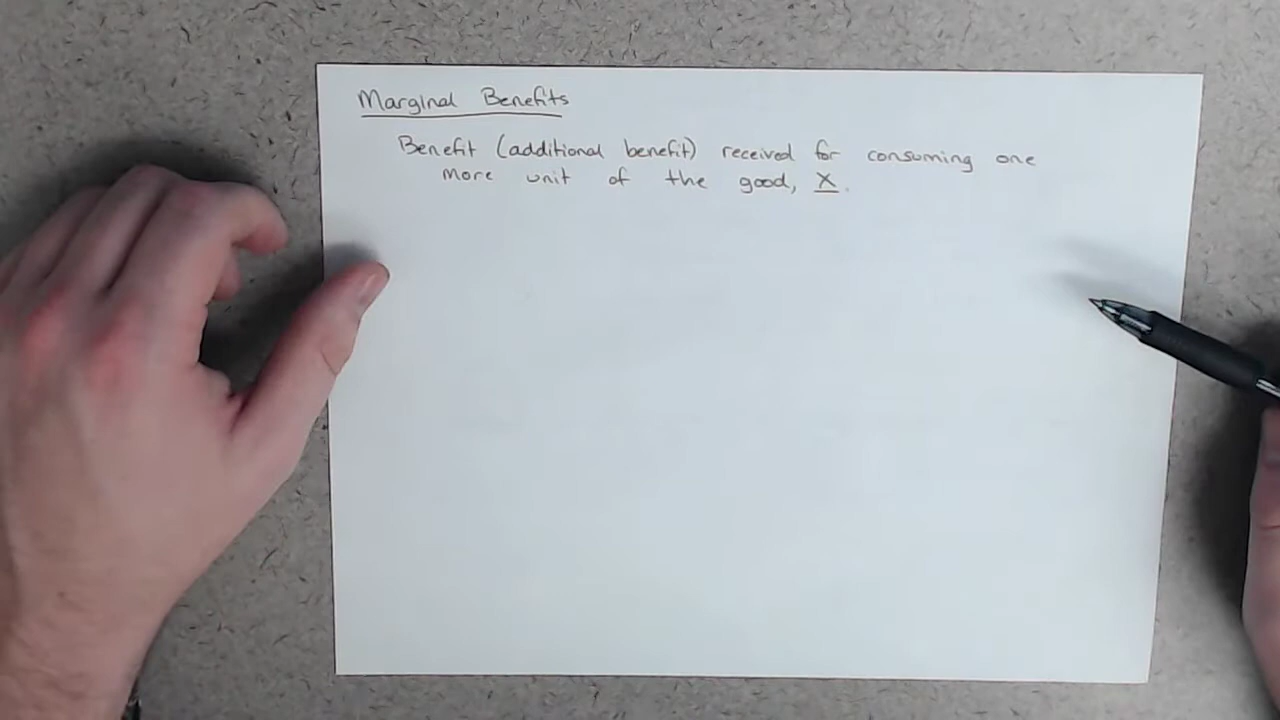 Marginal Benefits
Benefit (additional benefit) received for consuming one
more unit of the good, X.